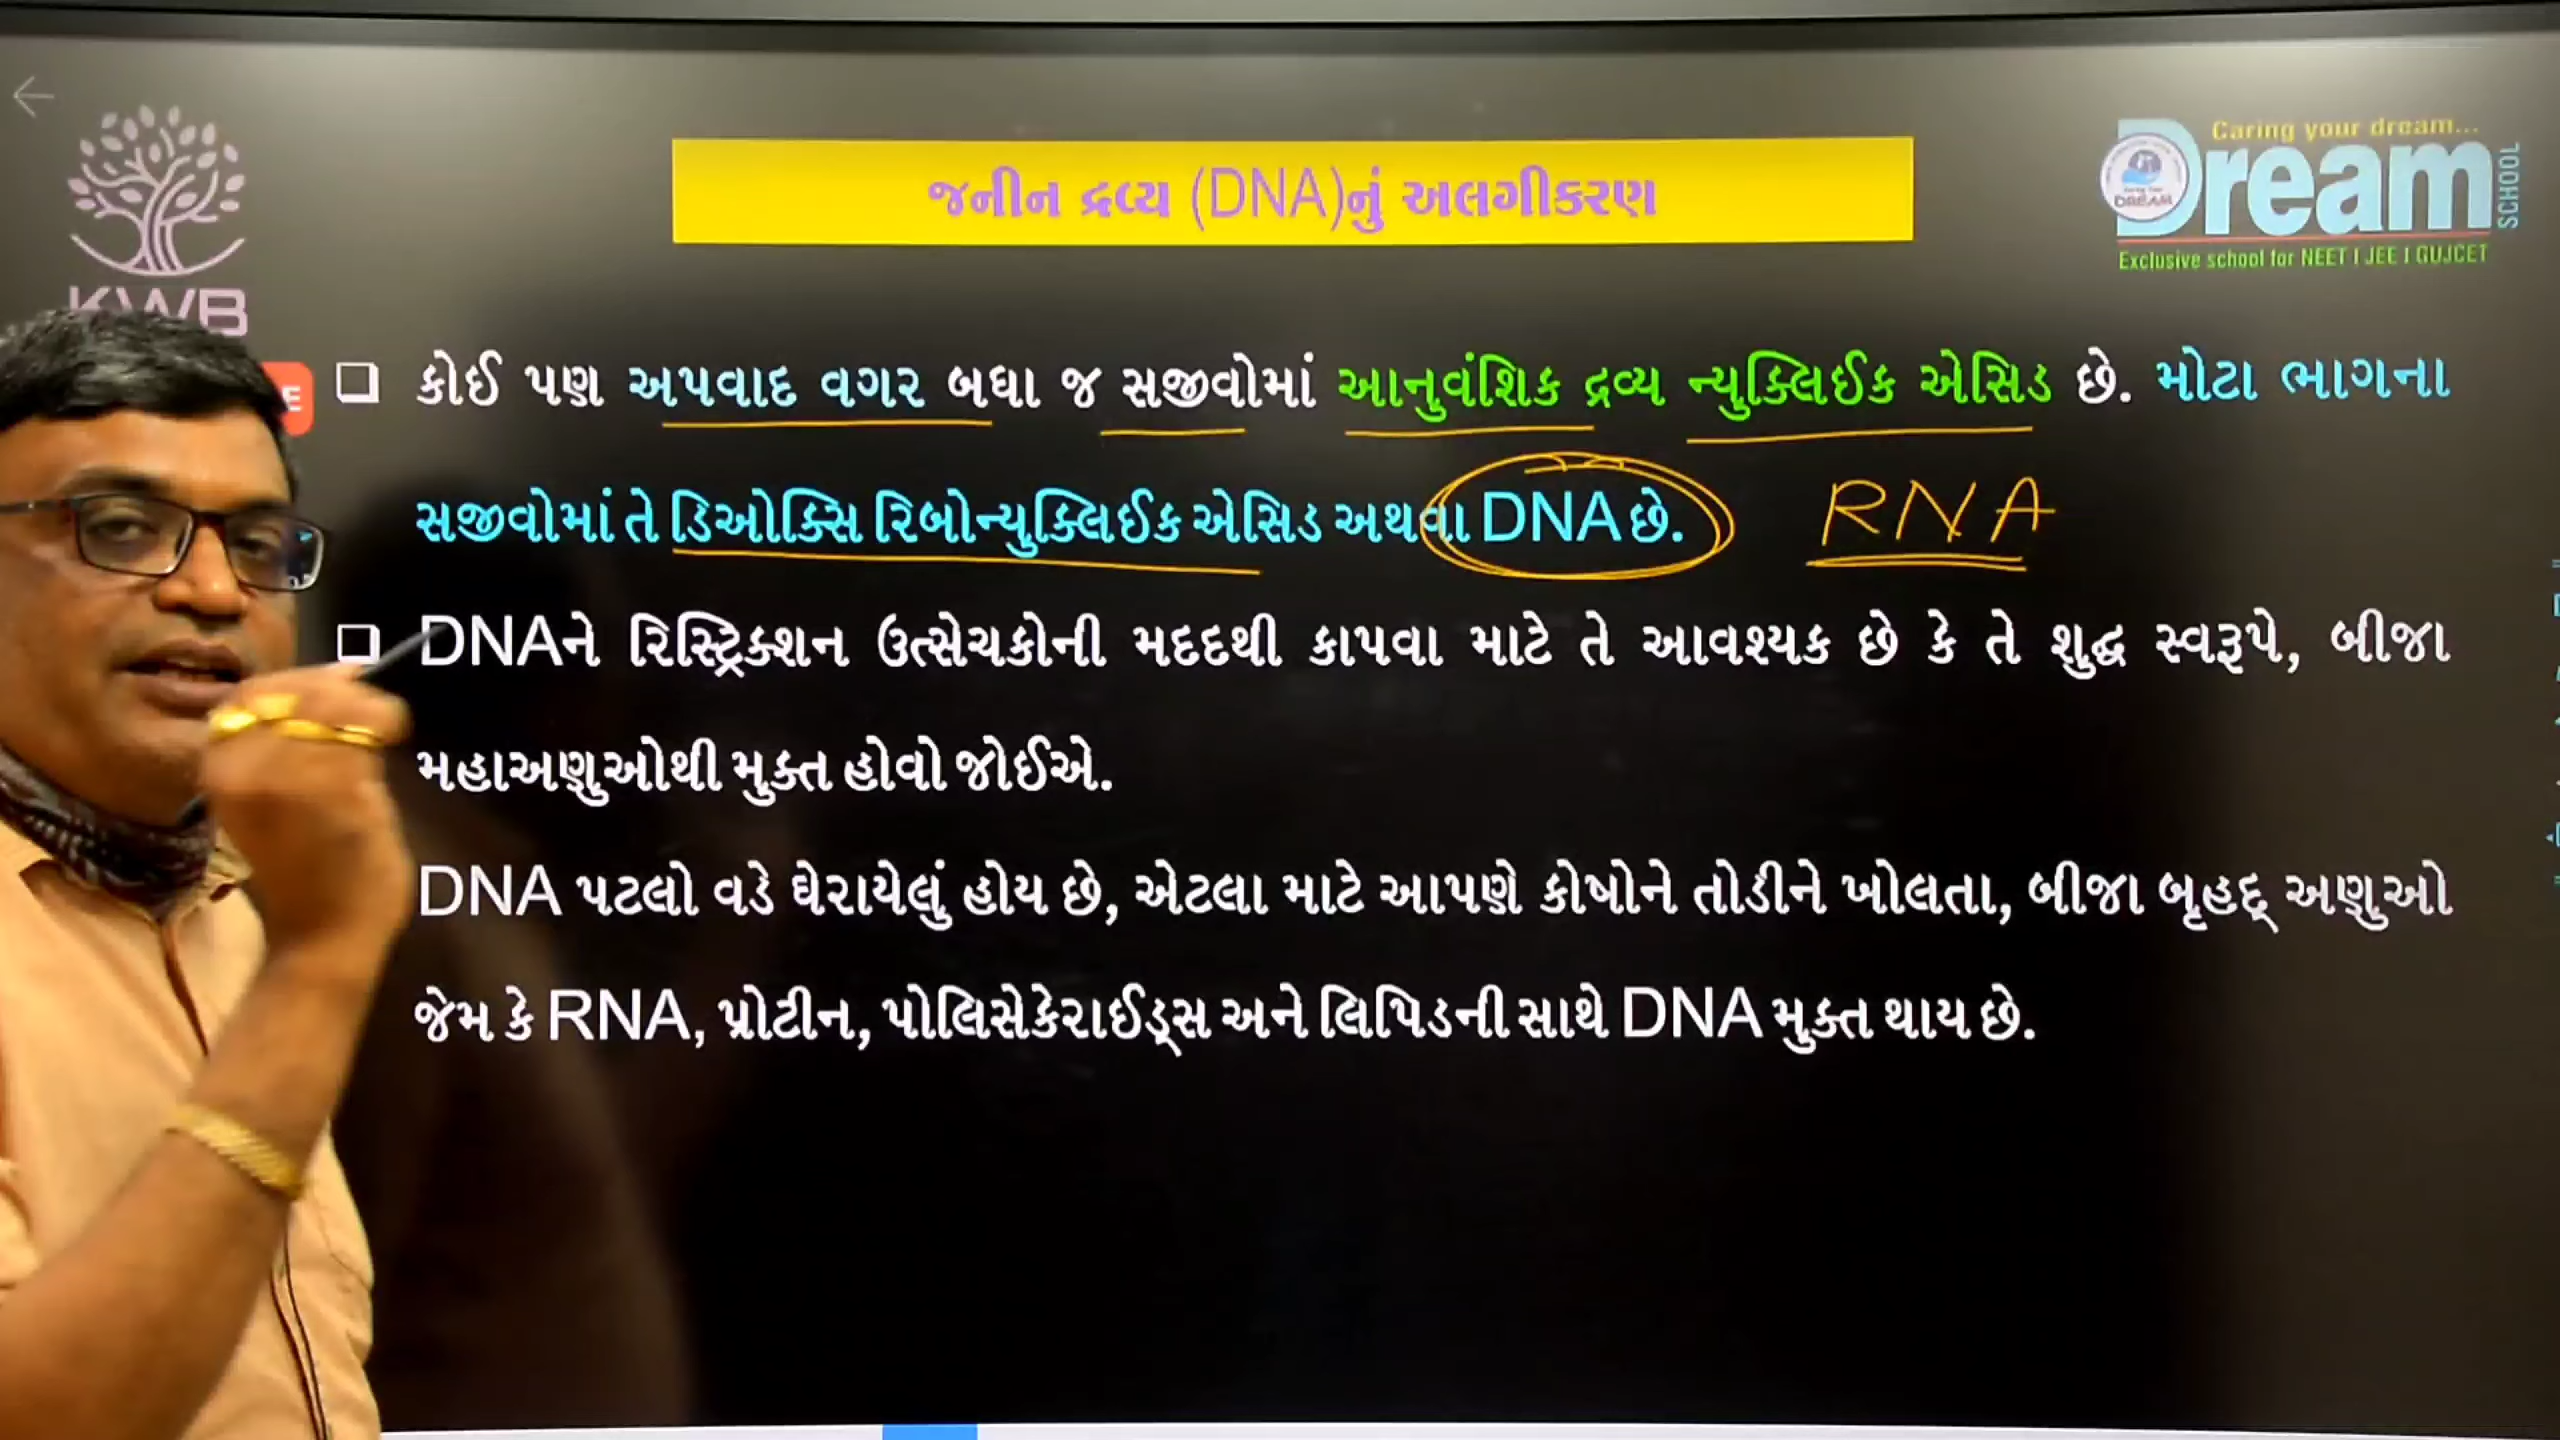 જનીન દ્રવ્ય (DNA)નું અલગીકરણ
KWB
Caring your dream...
Dream
SCHOOL
DREAM
Exclusive school for NEET I JEE I GUJCET
કોઈ પણ અપવાદ વગર બધા જ સજીવોમાં આનુવંશિક દ્રવ્ય ન્યુક્લિઈક એસિડ છે. મોટા ભાગના
સજીવોમાં તે ડિઓક્સિ રિબોન્યુક્લિઈક એસિડ અથવા DNA છે. RNA
DNAને રિસ્ટ્રિક્શન ઉત્સેચકોની મદદથી કાપવા માટે તે આવશ્યક છે કે તે શુદ્ધ સ્વરૂપે, બીજા
મહાઅણુઓથી મુક્ત હોવો જોઈએ.
DNA પટલો વડે ઘેરાયેલું હોય છે, એટલા માટે આપણે કોષોને તોડીને ખોલતા, બીજા બૃહદ્ અણુઓ
જેમ કે RNA, પ્રોટીન, પોલિસેકેરાઈડ્સ અને લિપિડની સાથે DNA મુક્ત થાય છે.